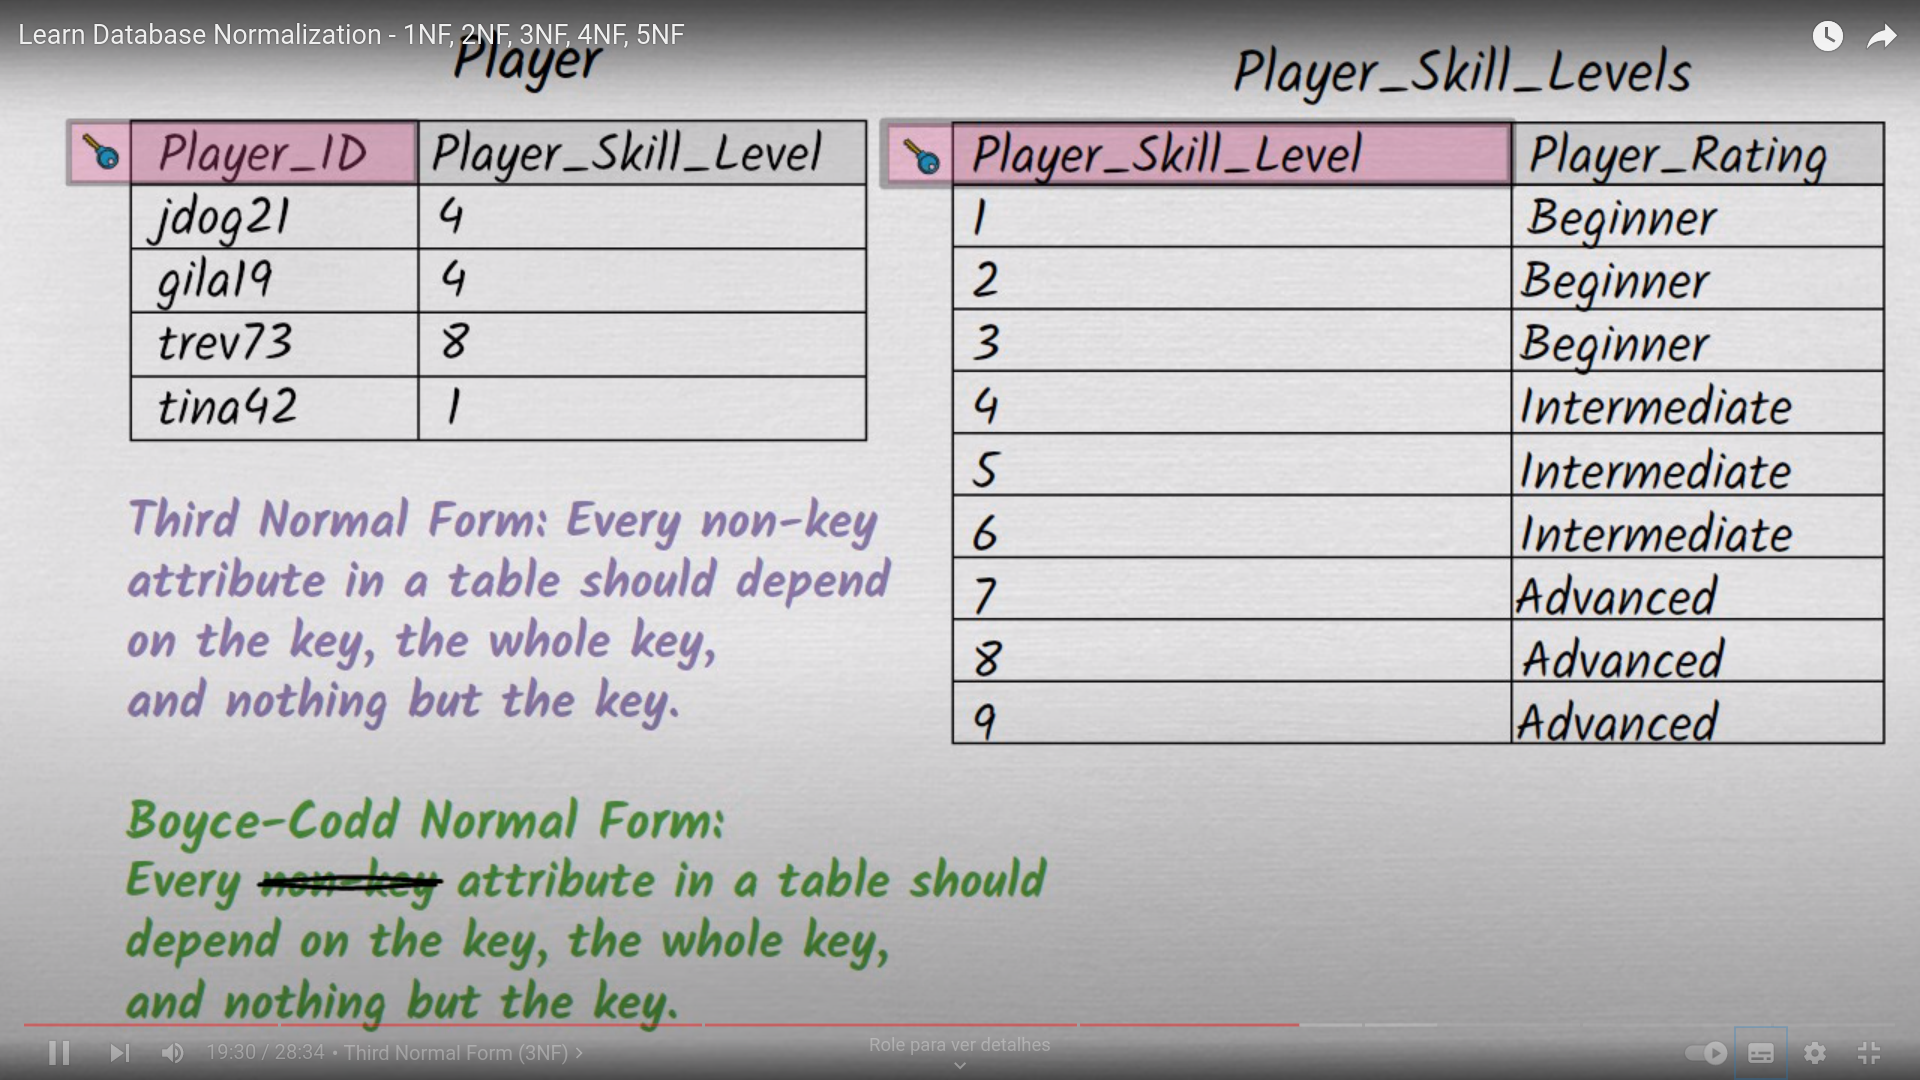 Learn Database Normalization - 1NF, 2NF, 3NF, 4NF, 5NF
Player
Player_ID Player_Skill_Level
jdog21 4
gila19 4
trev73 8
tina42 1
Player_Skill_Levels
Player_Skill_Level Player_Rating
1 Beginner
2 Beginner
3 Beginner
4 Intermediate
5 Intermediate
6 Intermediate
7 Advanced
8 Advanced
9 Advanced
Third Normal Form: Every non-key
attribute in a table should depend
on the key, the whole key,
and nothing but the key.
Boyce-Codd Normal Form:
Every non-key attribute in a table should
depend on the key, the whole key,
and nothing but the key.
19:30 / 28:34 • Third Normal Form (3NF) >
Role para ver detalhes